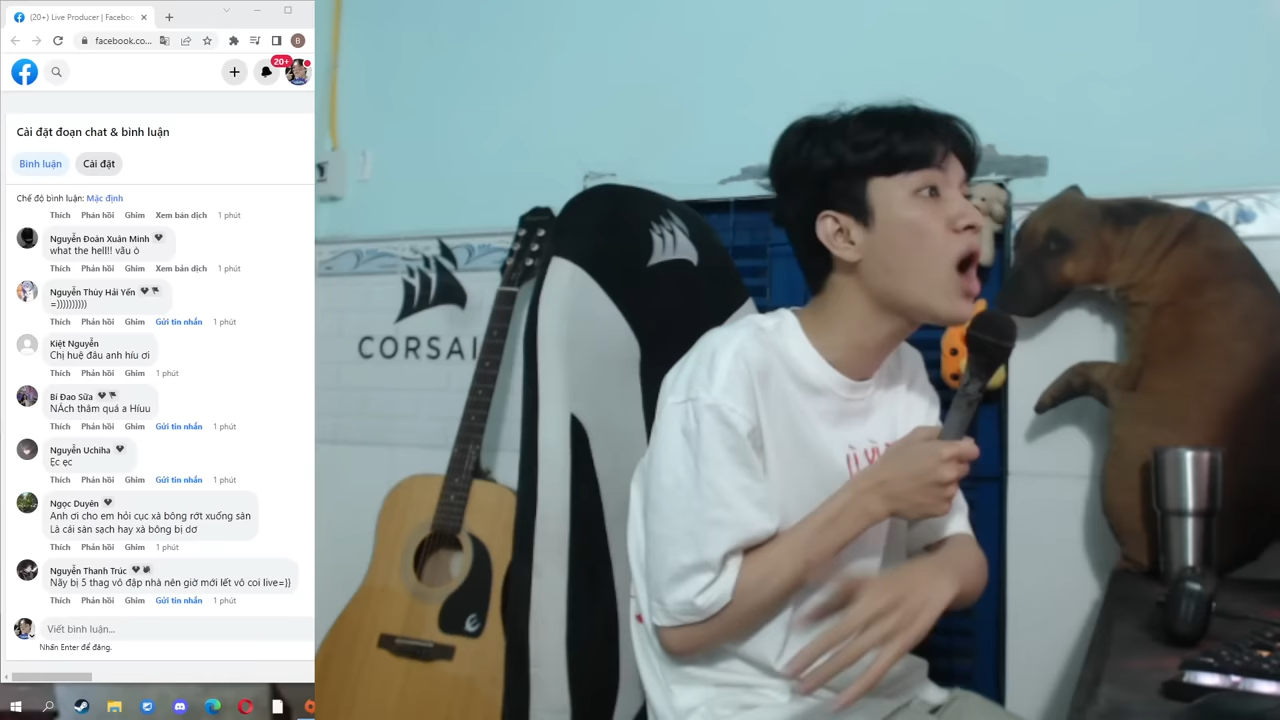 (20+) Live Producer | Facebo
facebook.co...
20+
B
Cài đặt đoạn chat & bình luận
Bình luận
Cài đặt
Chế độ bình luận: Mặc định
Thích Phản hồi Ghim Xem bản dịch 1 phút
Nguyễn Đoàn Xuân Minh
what the hell!! vãu ò
Thích Phản hồi Ghim Xem bản dịch 1 phút
Nguyễn Thùy Hải Yến
=))))))))))
Thích Phản hồi Ghim Gửi tin nhắn 1 phút
Kiệt Nguyễn
Chị huệ đâu anh híu ơi
Thích Phản hồi Ghim 1 phút
Bí Đao Sữa
NÁch thâm quá a Híuu
Thích Phản hồi Ghim Gửi tin nhắn 1 phút
Nguyễn Uchiha
Ẹc ẹc
Thích Phản hồi Ghim Gửi tin nhắn 1 phút
Ngọc Duyên
Anh ơi cho em hỏi cục xà bông rớt xuống sàn
Là cái sàn sạch hay xà bông bị dơ
Thích Phản hồi Ghim 1 phút
Nguyễn Thanh Trúc
Nãy bị 5 thag vô đập nhà nên giờ mới lết vô coi live=))
Thích Phản hồi Ghim Gửi tin nhắn 1 phút
Viết bình luận...
Nhấn Enter để đăng.
CORSAI